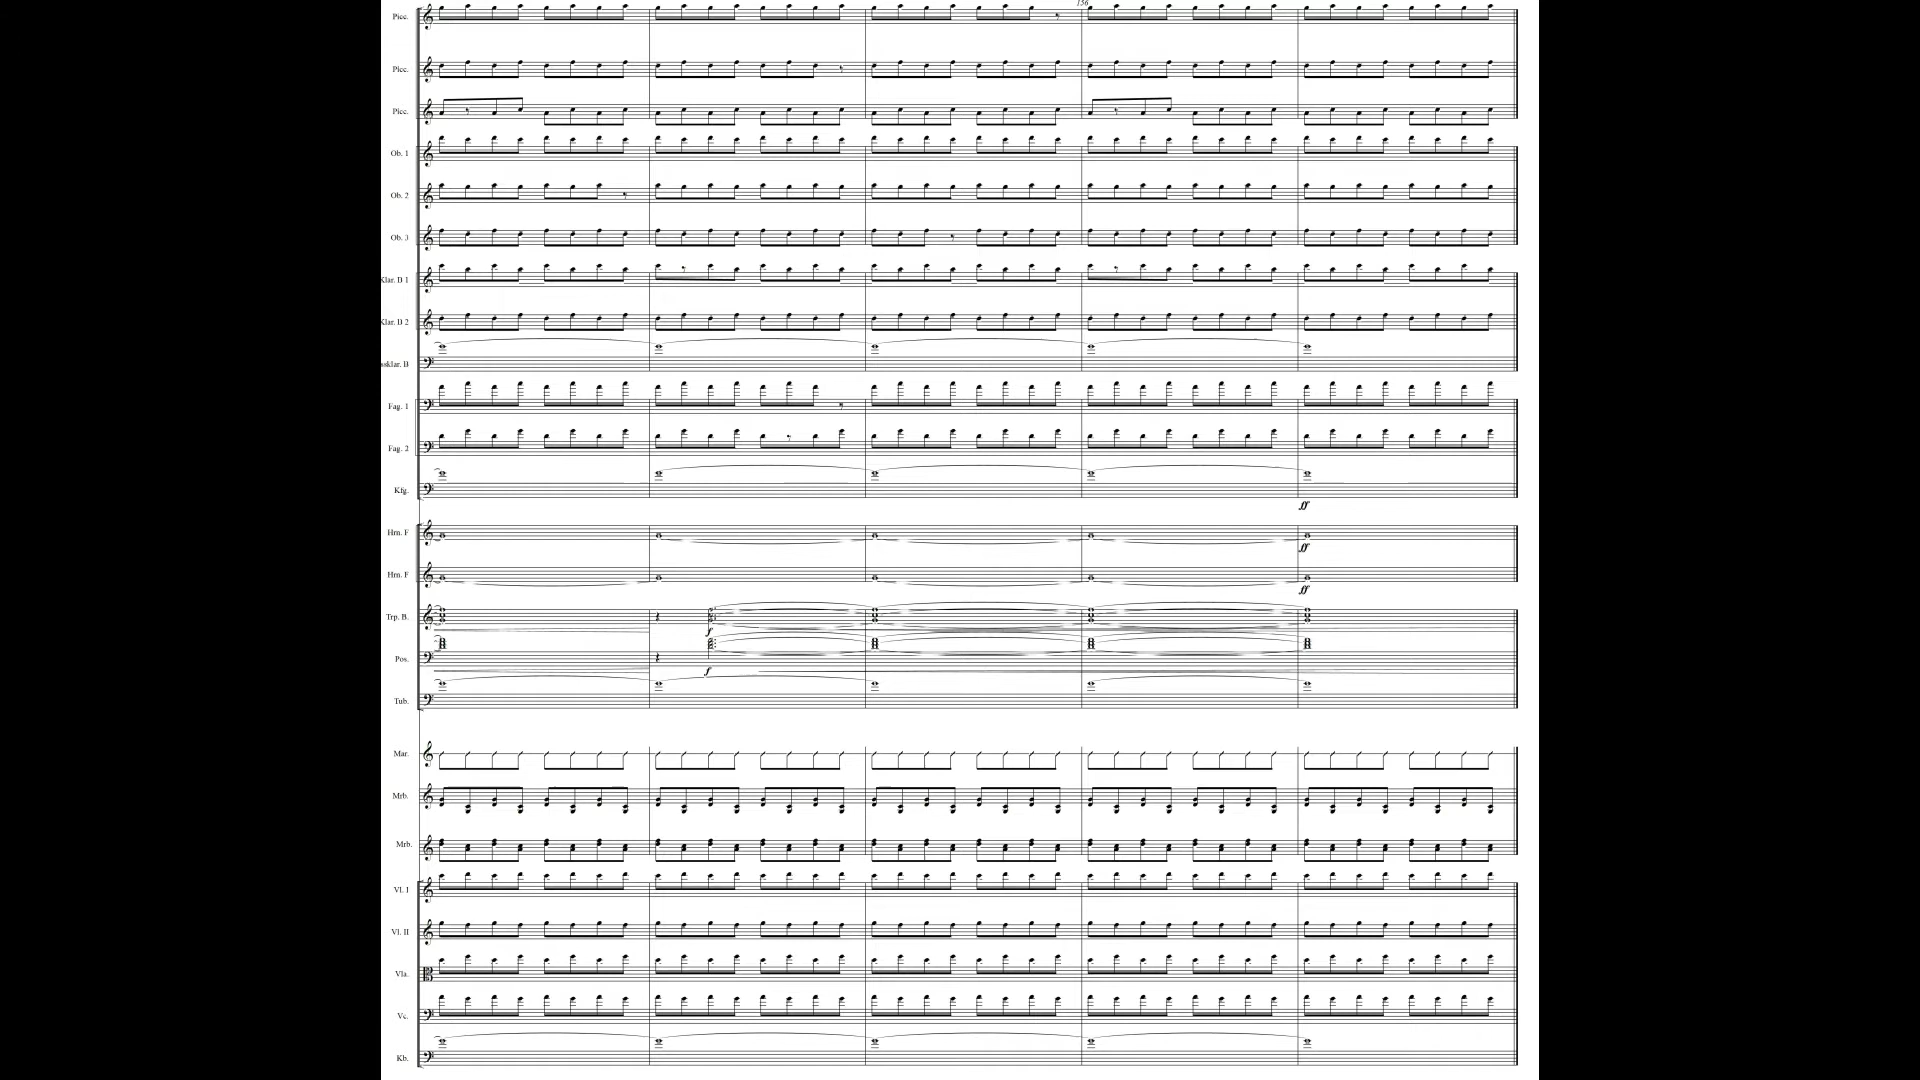 156
Picc.
Picc.
Picc.
Ob. 1
Ob. 2
Ob. 3
Klar. B 1
Klar. B 2
ssklar. B
Fag. 1
Fag. 2
Kfg.
ff
Hrn. F
ff
Hrn. F
ff
Trp. B.
f
Pos.
f
Tub.
Mar.
Mrb.
Mrb.
Vl. I
Vl. II
Vla.
Vc.
Kb.